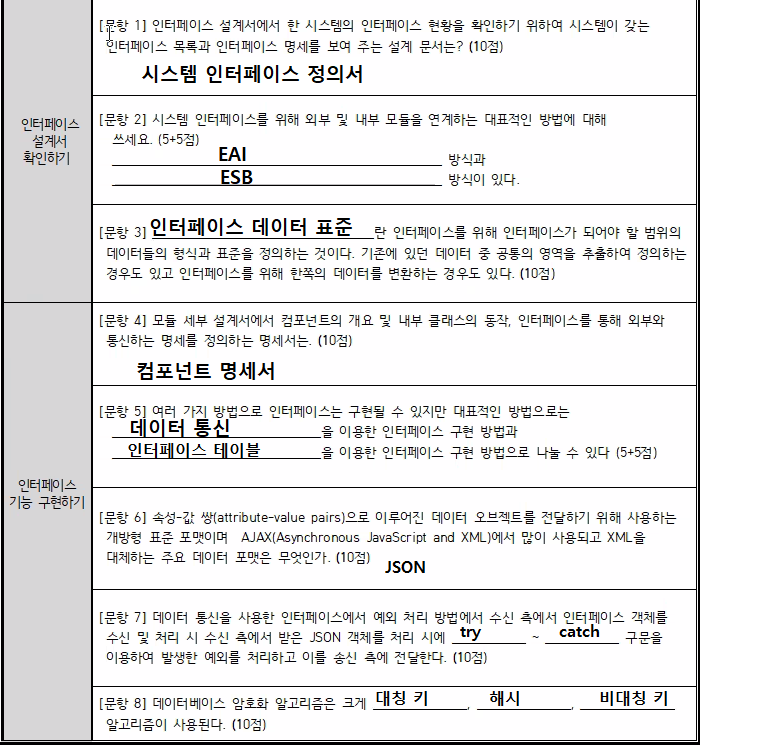 [문항 1] 인터페이스 설계서에서 한 시스템의 인터페이스 현황을 확인하기 위하여 시스템이 갖는
인터페이스 목록과 인터페이스 명세를 보여 주는 설계 문서는? (10점)
시스템 인터페이스 정의서
인터페이스
설계서
확인하기
[문항 2] 시스템 인터페이스를 위해 외부 및 내부 모듈을 연계하는 대표적인 방법에 대해
쓰세요. (5+5점)
EAI 방식과
ESB 방식이 있다.
[문항 3] 인터페이스 데이터 표준 란 인터페이스를 위해 인터페이스가 되어야 할 범위의
데이터들의 형식과 표준을 정의하는 것이다. 기존에 있던 데이터 중 공통의 영역을 추출하여 정의하는
경우도 있고 인터페이스를 위해 한쪽의 데이터를 변환하는 경우도 있다. (10점)
[문항 4] 모듈 세부 설계서에서 컴포넌트의 개요 및 내부 클래스의 동작, 인터페이스를 통해 외부와
통신하는 명세를 정의하는 명세서는. (10점)
컴포넌트 명세서
[문항 5] 여러 가지 방법으로 인터페이스는 구현될 수 있지만 대표적인 방법으로는
데이터 통신 을 이용한 인터페이스 구현 방법과
인터페이스 테이블 을 이용한 인터페이스 구현 방법으로 나눌 수 있다 (5+5점)
인터페이스
기능 구현하기
[문항 6] 속성-값 쌍(attribute-value pairs)으로 이루어진 데이터 오브젝트를 전달하기 위해 사용하는
개방형 표준 포맷이며 AJAX(Asynchronous JavaScript and XML)에서 많이 사용되고 XML을
대체하는 주요 데이터 포맷은 무엇인가. (10점) JSON
[문항 7] 데이터 통신을 사용한 인터페이스에서 예외 처리 방법에서 수신 측에서 인터페이스 객체를
수신 및 처리 시 수신 측에서 받은 JSON 객체를 처리 시에 try ~ catch 구문을
이용하여 발생한 예외를 처리하고 이를 송신 측에 전달한다. (10점)
[문항 8] 데이터베이스 암호화 알고리즘은 크게 대칭 키, 해시, 비대칭 키
알고리즘이 사용된다. (10점)